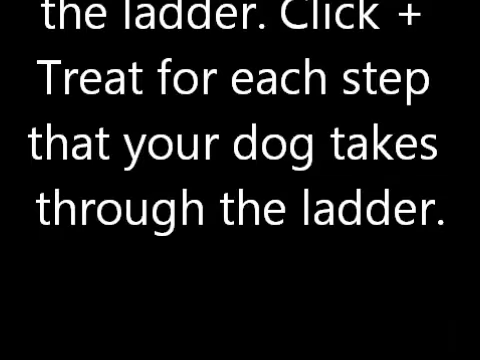 the ladder. Click +
Treat for each step
that your dog takes
through the ladder.